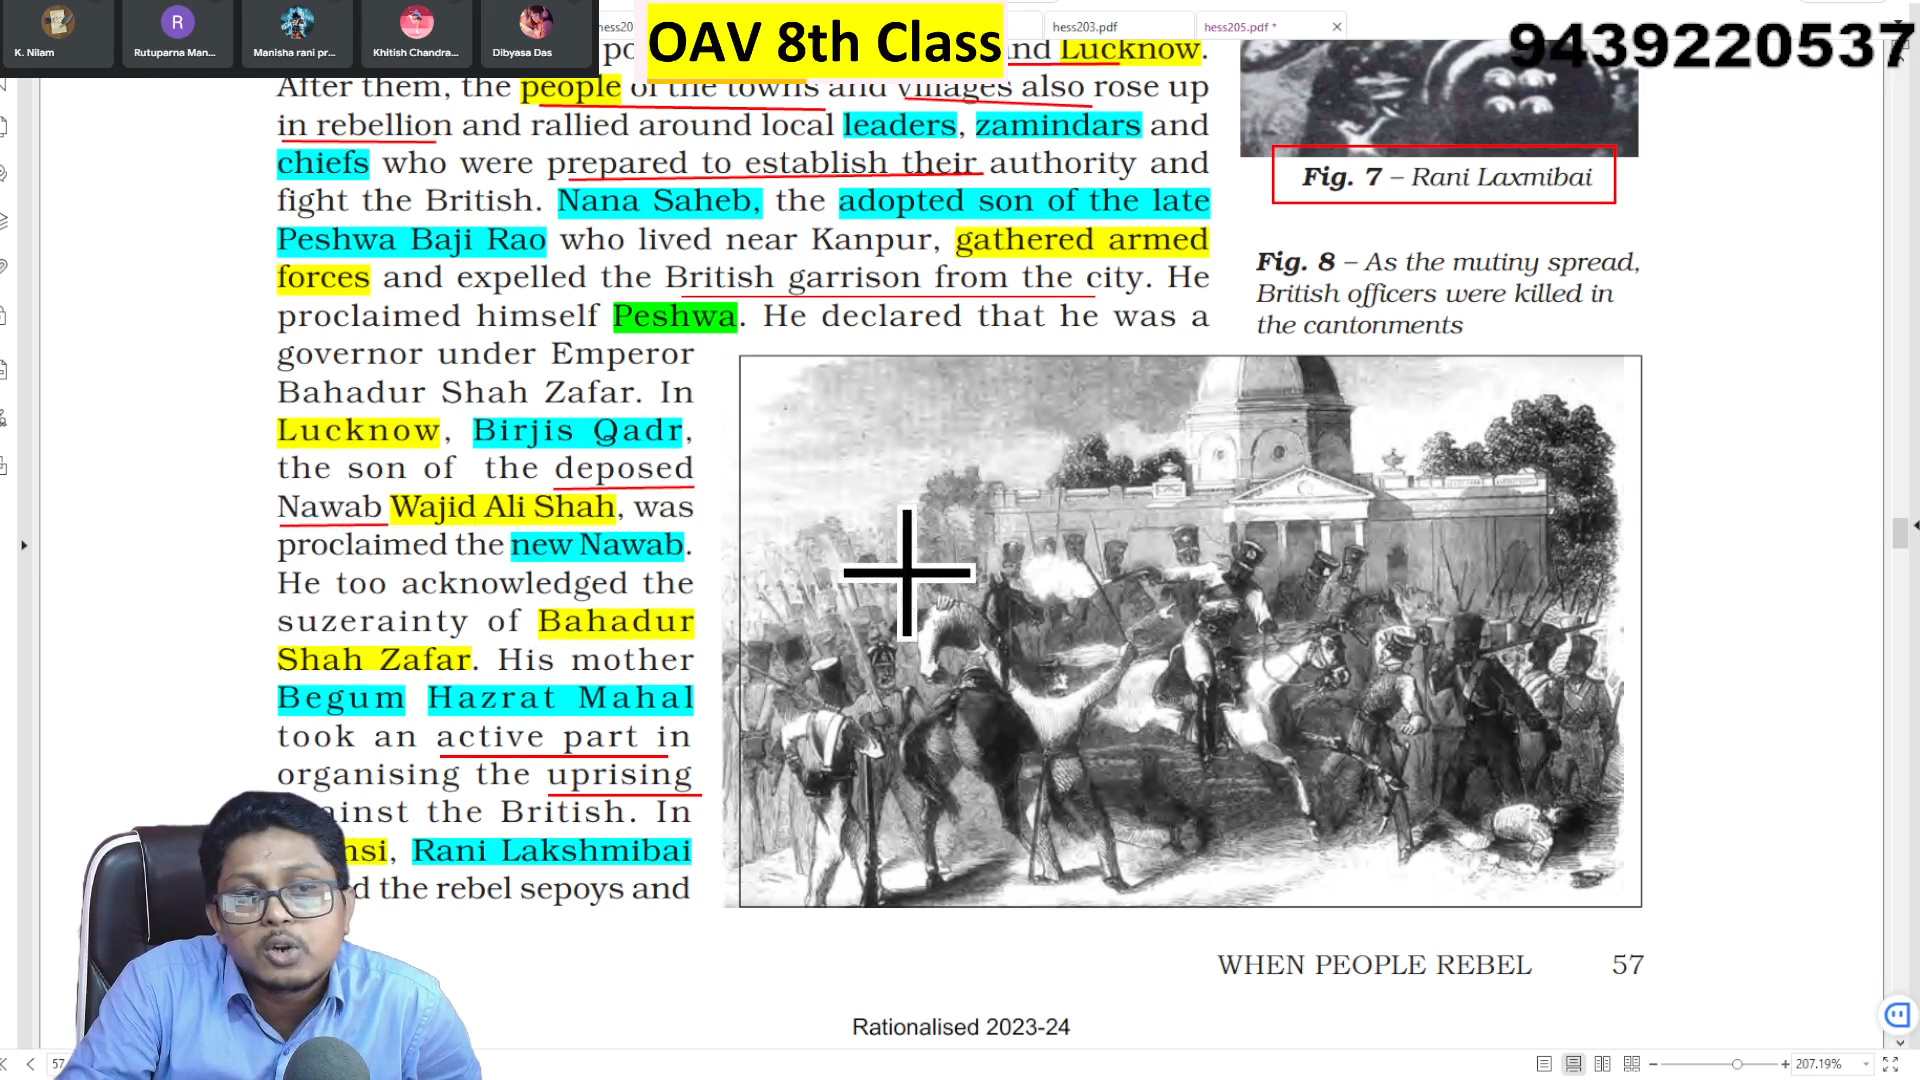 K. Nilam
Rutuparna Man...
Manisha rani pr...
Khitish Chandra...
Dibyasa Das
OAV 8th Class
hess203.pdf
hess205.pdf *
9439220537
and Lucknow.
After them, the people of the towns and villages also rose up
in rebellion and rallied around local leaders, zamindars and
chiefs who were prepared to establish their authority and
fight the British. Nana Saheb, the adopted son of the late
Peshwa Baji Rao who lived near Kanpur, gathered armed
forces and expelled the British garrison from the city. He
proclaimed himself Peshwa. He declared that he was a
governor under Emperor
Bahadur Shah Zafar. In
Lucknow, Birjis Qadr,
the son of the deposed
Nawab Wajid Ali Shah, was
proclaimed the new Nawab.
He too acknowledged the
suzerainty of Bahadur
Shah Zafar. His mother
Begum Hazrat Mahal
took an active part in
organising the uprising
against the British. In
Rani Lakshmibai
the rebel sepoys and
Fig. 7 – Rani Laxmibai
Fig. 8 – As the mutiny spread,
British officers were killed in
the cantonments
WHEN PEOPLE REBEL 57
Rationalised 2023-24
57
207.19%